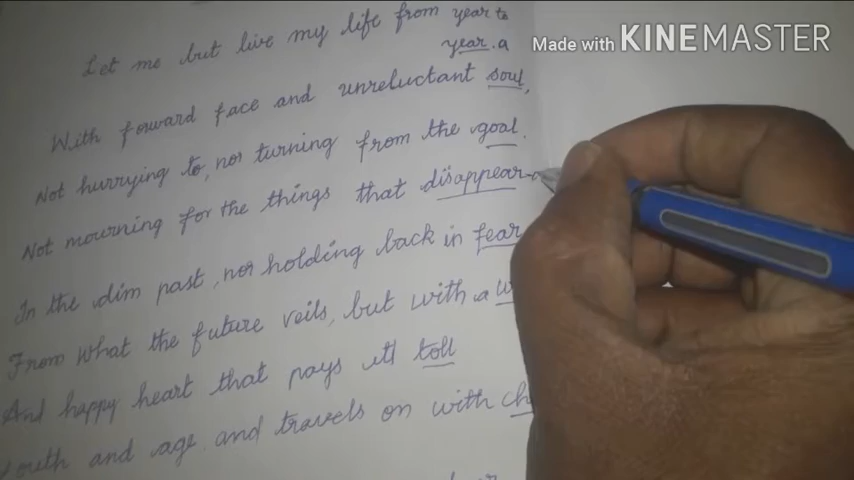 Made with KINEMASTER
Let me but live my life from year to
year. a
With forward face and unreluctant soul,
Not hurrying to, nor turning from the goal.
Not mourning for the things that disappear-a
In the dim past, nor holding back in fear
From what the future veils, but with a
And happy heart that pays its toll
Youth and age, and travels on with